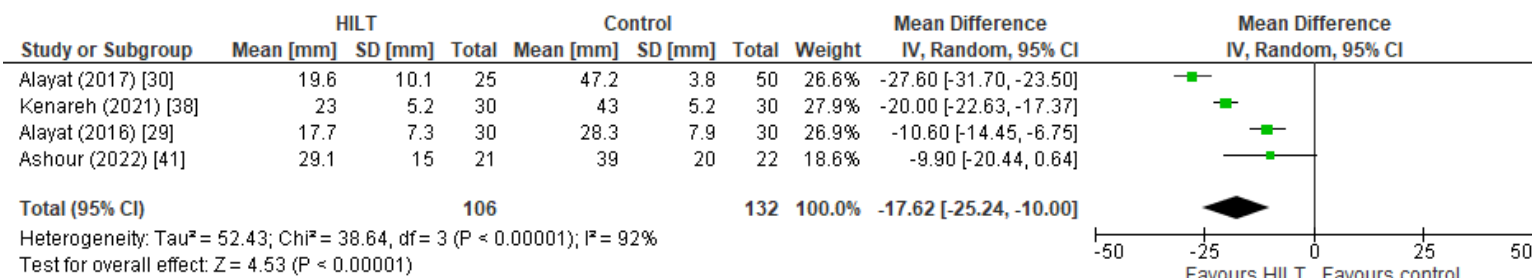 HILT Control Mean Difference Mean Difference
Study or Subgroup Mean [mm] SD [mm] Total Mean [mm] SD [mm] Total Weight IV, Random, 95% CI IV, Random, 95% CI
Alayat (2017) [30] 19.6 10.1 25 47.2 3.8 50 26.6% -27.60 [-31.70, -23.50]
Kenareh (2021) [38] 23 5.2 30 43 5.2 30 27.9% -20.00 [-22.63, -17.37]
Alayat (2016) [29] 17.7 7.3 30 28.3 7.9 30 26.9% -10.60 [-14.45, -6.75]
Ashour (2022) [41] 29.1 15 21 39 20 22 18.6% -9.90 [-20.44, 0.64]
Total (95% CI) 106 132 100.0% -17.62 [-25.24, -10.00]
Heterogeneity: Tau² = 52.43; Chi² = 38.64, df = 3 (P < 0.00001); I² = 92%
Test for overall effect: Z = 4.53 (P < 0.00001)
-50 -25 0 25 50
Favours HILT Favours control